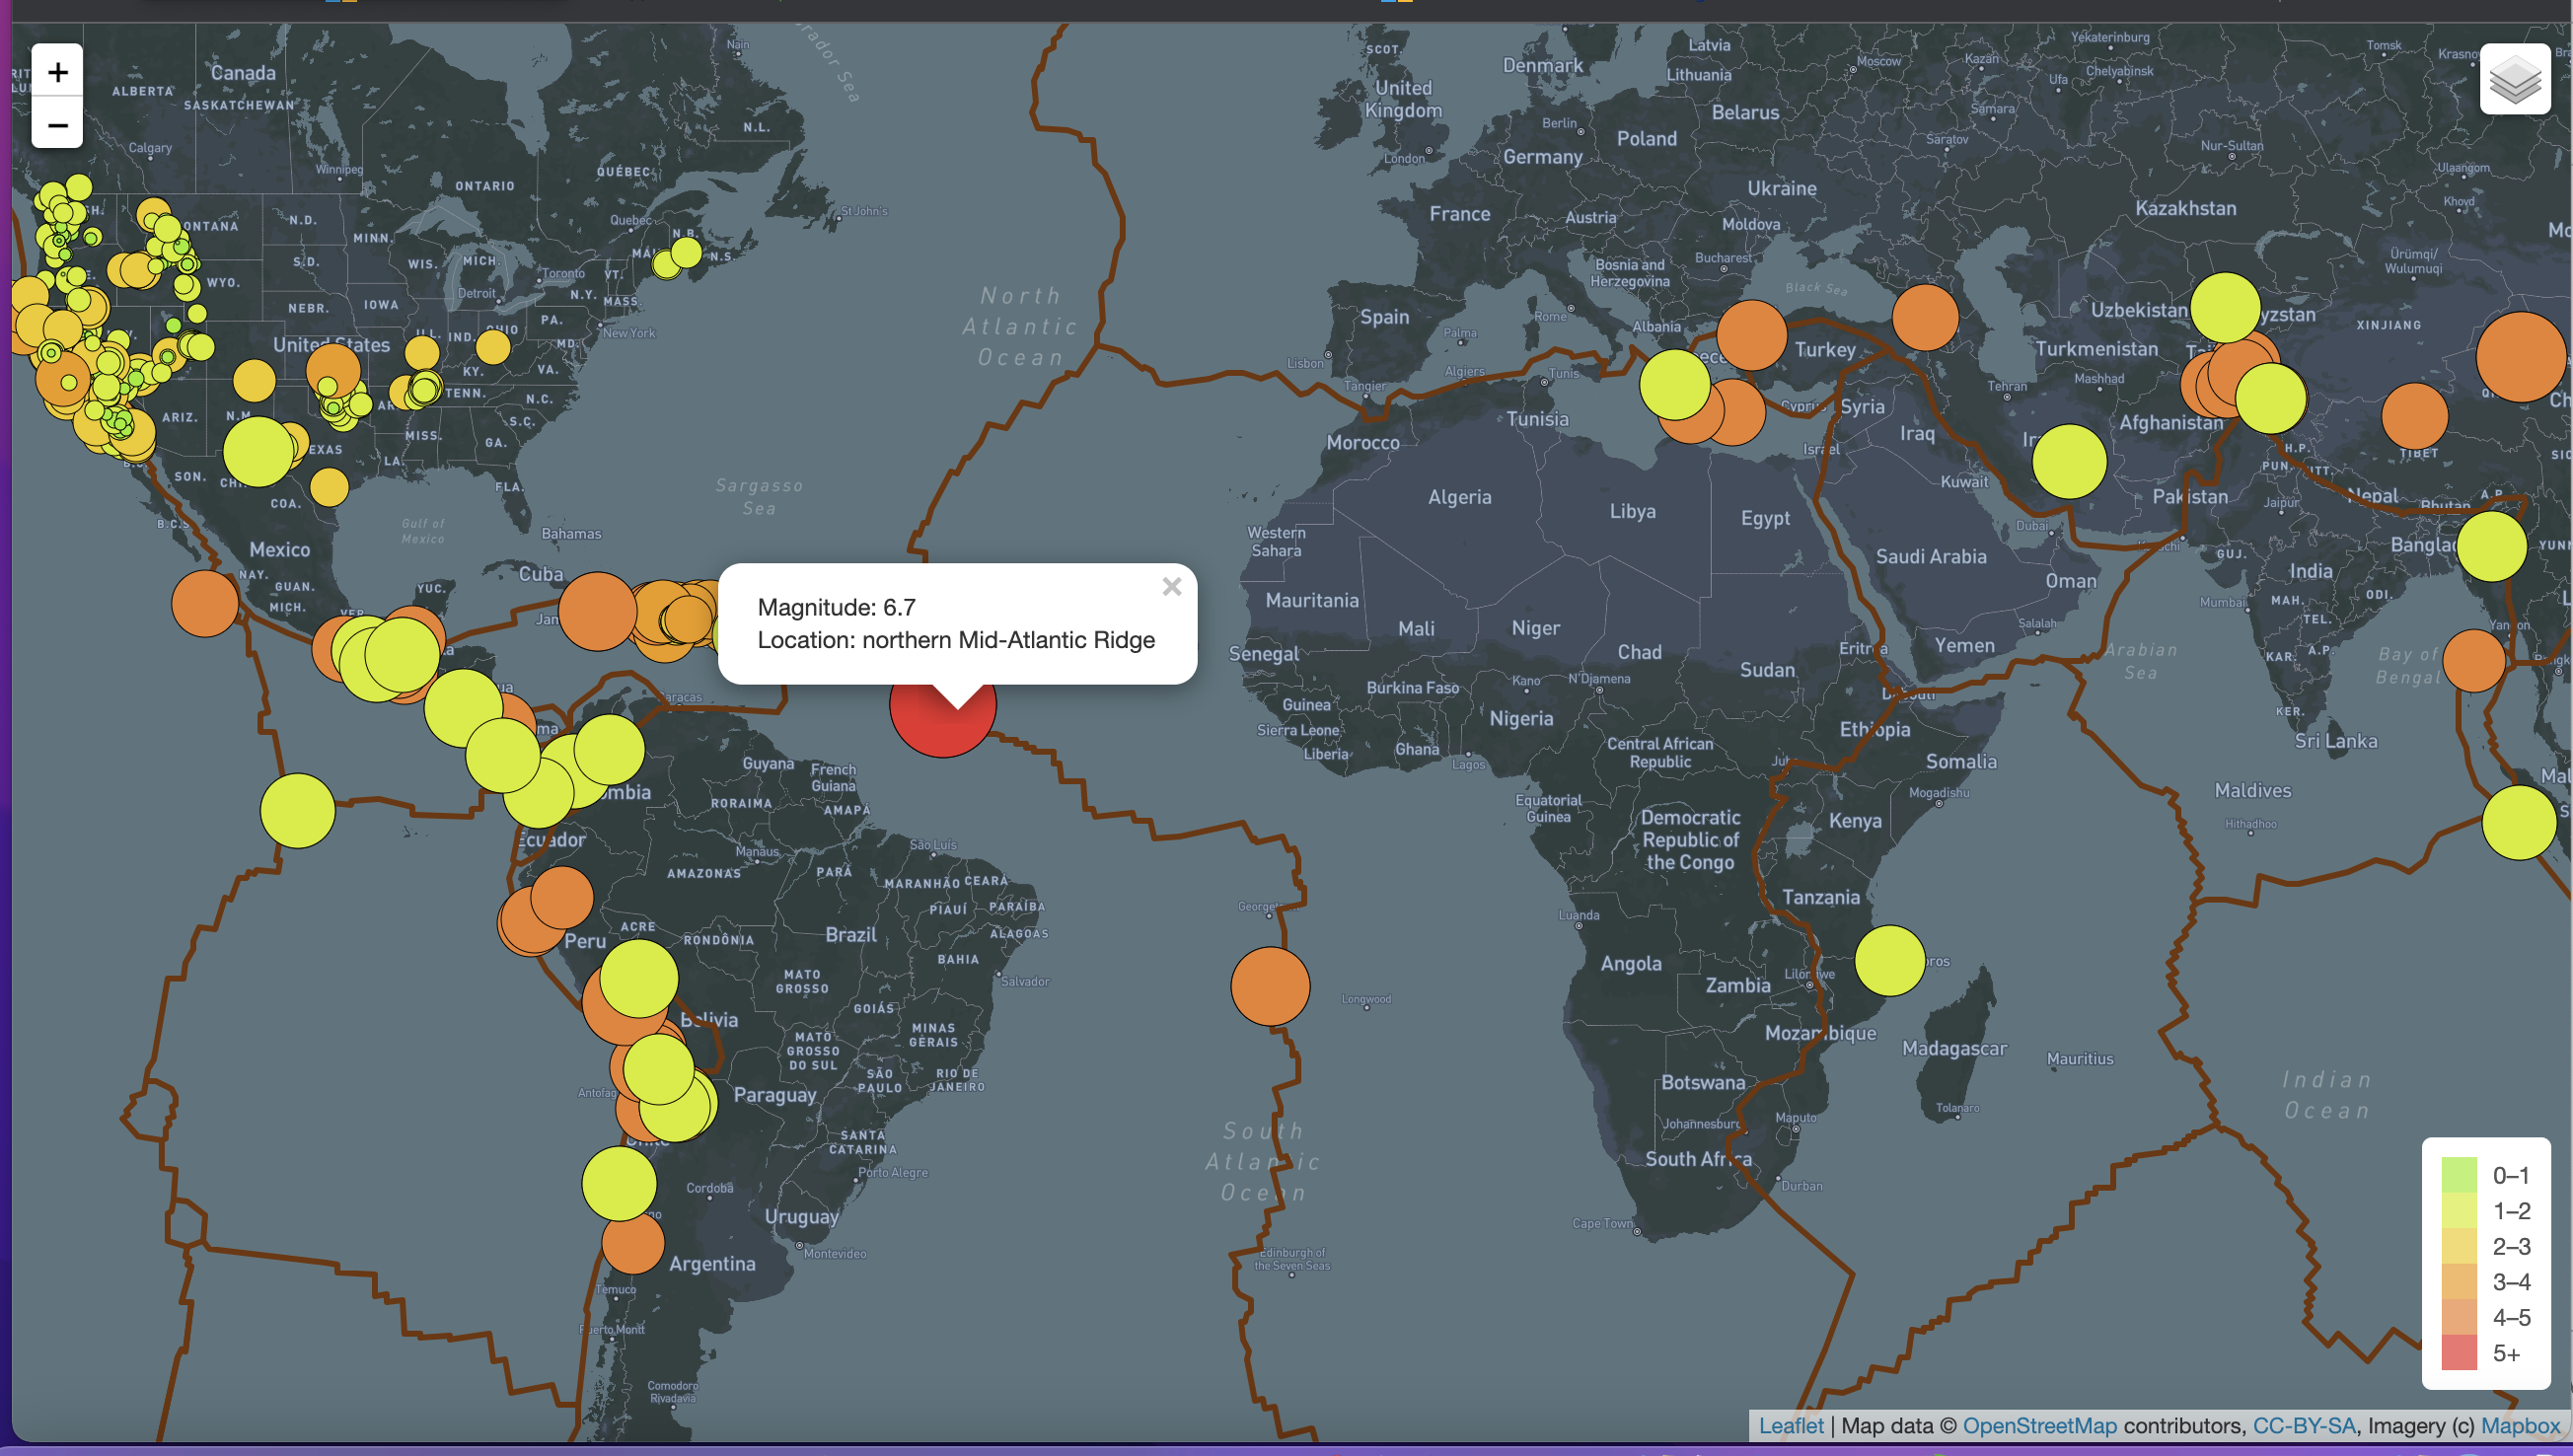 +
−
Canada
ALBERTA
SASKATCHEWAN
Calgary
Winnipeg
ONTARIO
QUÉBEC
N.L.
Nain
Quebec
St John's
N.B.
N.S.
ONTANA
N.D.
MINN.
S.D.
WIS.
MICH.
Toronto
VT.
WYO.
Detroit
N.Y.
MASS.
NEBR.
IOWA
ILL.
IND.
OHIO
PA.
New York
MD.
United States
KY.
VA.
TENN.
N.C.
ARIZ.
N.M.
S.C.
MISS.
GA.
EXAS
LA.
SON.
COA.
FLA.
B.C.S
Gulf of
Mexico
Bahamas
Mexico
NAY.
GUAN.
MICH.
YUC.
Cuba
Sargasso
Sea
North
Atlantic
Ocean
Magnitude: 6.7
Location: northern Mid-Atlantic Ridge
×
Caracas
Guyana
French
Guiana
ombia
RORAIMA
AMAPÁ
Ecuador
Manaus
São Luís
AMAZONAS
PARÁ
MARANHÃO
CEARÁ
PIAUÍ
PARAÍBA
ACRE
Peru
RONDÔNIA
Brazil
ALAGOAS
BAHIA
MATO
GROSSO
Salvador
Bolivia
GOIÁS
MATO
GROSSO
DO SUL
MINAS
GERAIS
SÃO
PAULO
RIO DE
JANEIRO
Antofag
Paraguay
SANTA
CATARINA
Porto Alegre
Cordoba
Uruguay
Montevideo
Argentina
Temuco
Puerto Montt
Comodoro
Rivadavia
South
Atlantic
Ocean
Longwood
Edinburgh of
the Seven Seas
SCOT.
United
Kingdom
London
Denmark
Latvia
Lithuania
Moscow
Belarus
Berlin
Poland
Germany
Ukraine
France
Austria
Moldova
Bosnia and
Herzegovina
Bucharest
Black Sea
Spain
Palma
Rome
Albania
Lisbon
Turkey
Tangier
Algiers
Tunis
Cyprus
Syria
Morocco
Tunisia
Israel
Iraq
Algeria
Libya
Egypt
Kuwait
Western
Sahara
Saudi Arabia
Mauritania
Mali
Niger
Chad
Sudan
Eritrea
Yemen
Oman
Salalah
Dubai
Senegal
Burkina Faso
Kano
N'Djamena
Guinea
Nigeria
Djibouti
Sierra Leone
Ghana
Liberia
Lagos
Central African
Republic
Ethiopia
Somalia
Equatorial
Guinea
Democratic
Republic of
the Congo
Kenya
Mogadishu
Tanzania
Luanda
Angola
Zambia
Lilongwe
Mozambique
Madagascar
Mauritius
Botswana
Tolanaro
Johannesburg
Maputo
South Africa
Durban
Cape Town
Yekaterinburg
Kazan
Ufa
Chelyabinsk
Samara
Saratov
Tomsk
Krasno
Nur-Sultan
Ulaangom
Kazakhstan
Khovd
Ürümqi/
Wulumuqi
Uzbekistan
yzstan
XINJIANG
Turkmenistan
Tehran
Mashhad
Afghanistan
TIBET
H.P.
PUN.
UTT.
Pakistan
Jaipur
Nepal
Bhutan
A.P.
Banglad
YUNN
GUJ.
India
ODI.
Mumbai
MAH.
TEL.
KAR.
A.P.
KER.
Arabian
Sea
Bay of
Bengal
Sri Lanka
Maldives
Hithadhoo
Indian
Ocean
0–1
1–2
2–3
3–4
4–5
5+
Leaflet | Map data © OpenStreetMap contributors, CC-BY-SA, Imagery (c) Mapbox